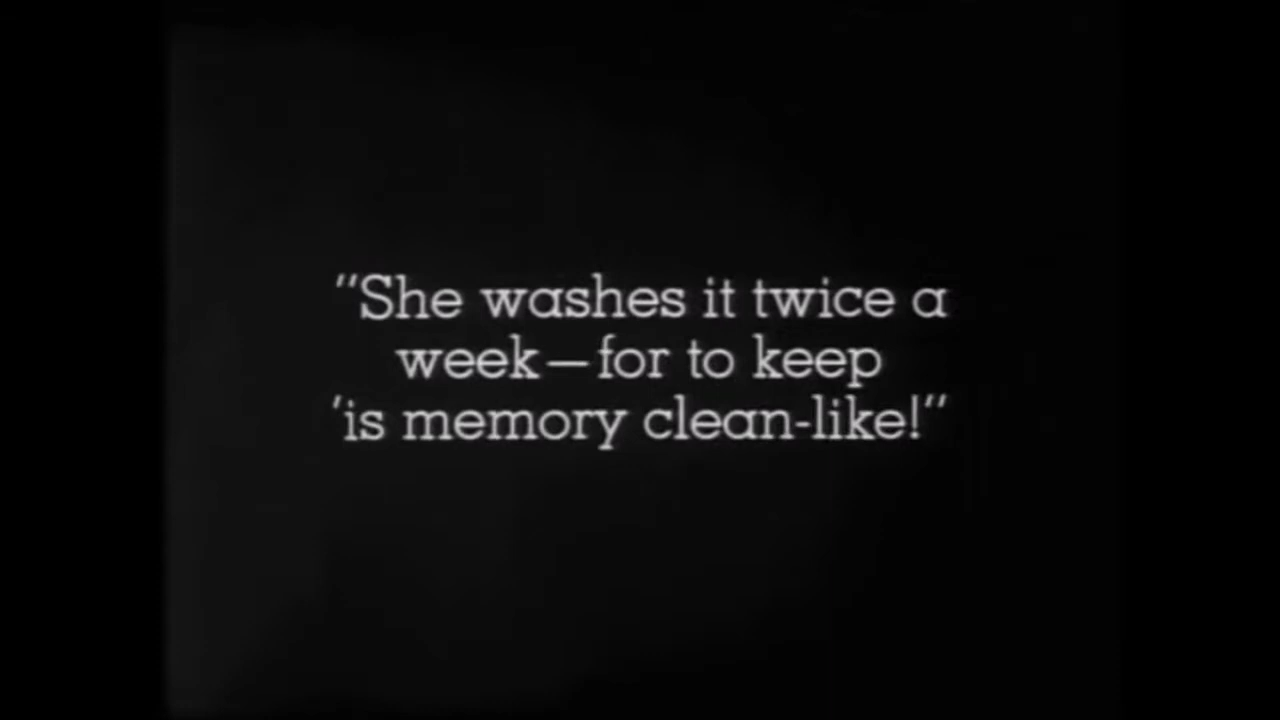 "She washes it twice a
week—for to keep
'is memory clean-like!"